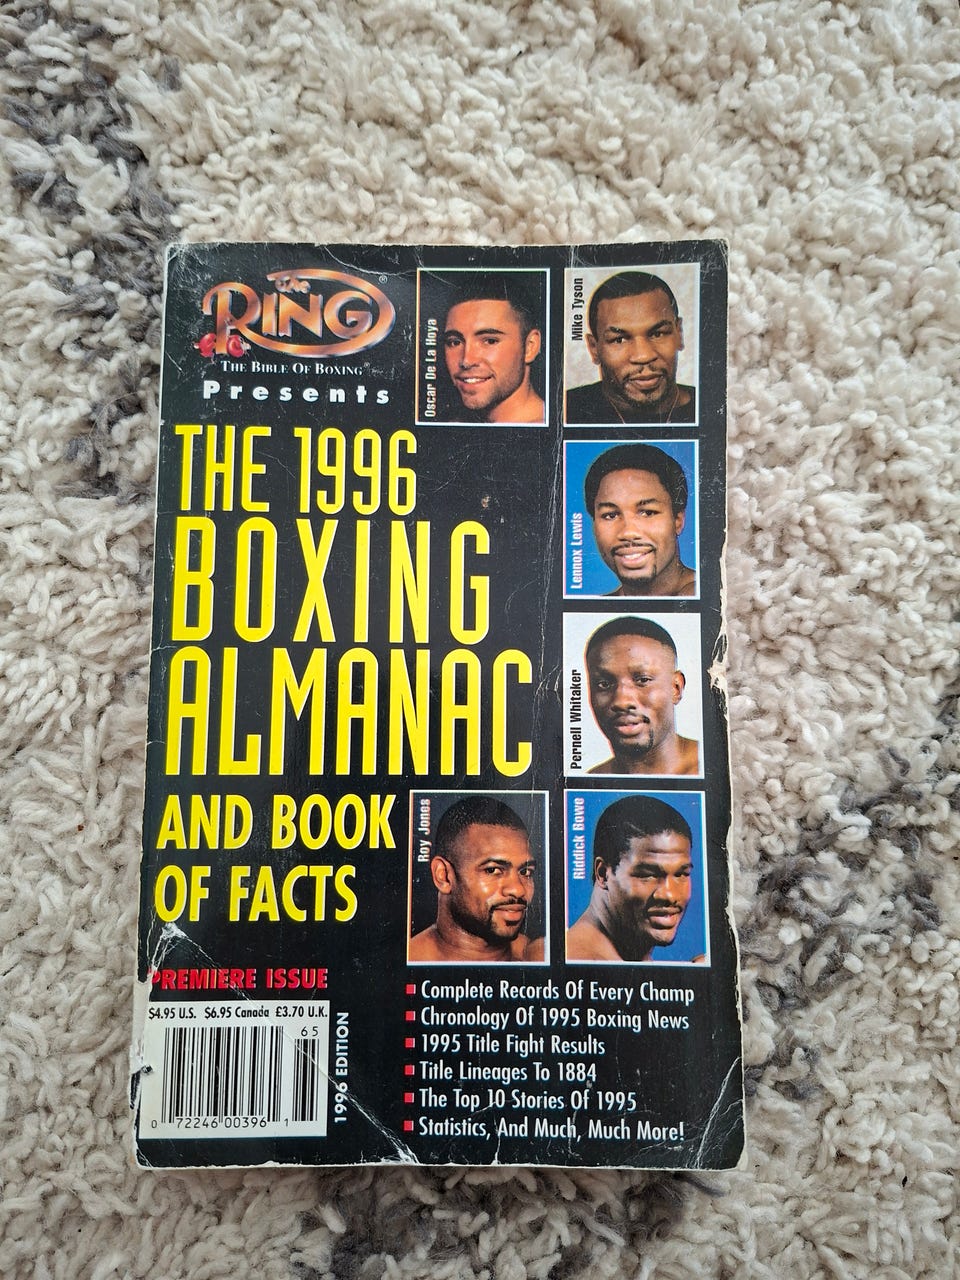 The
RING®
THE BIBLE OF BOXING®
Presents
THE 1996
BOXING
ALMANAC
AND BOOK
OF FACTS
Oscar De La Hoya
Mike Tyson
Lennox Lewis
Pernell Whitaker
Roy Jones
Riddick Bowe
PREMIERE ISSUE
$4.95 U.S. $6.95 Canada £3.70 U.K.
65
0 72246 00396 1
1996 EDITION
Complete Records Of Every Champ
Chronology Of 1995 Boxing News
1995 Title Fight Results
Title Lineages To 1884
The Top 10 Stories Of 1995
Statistics, And Much, Much More!